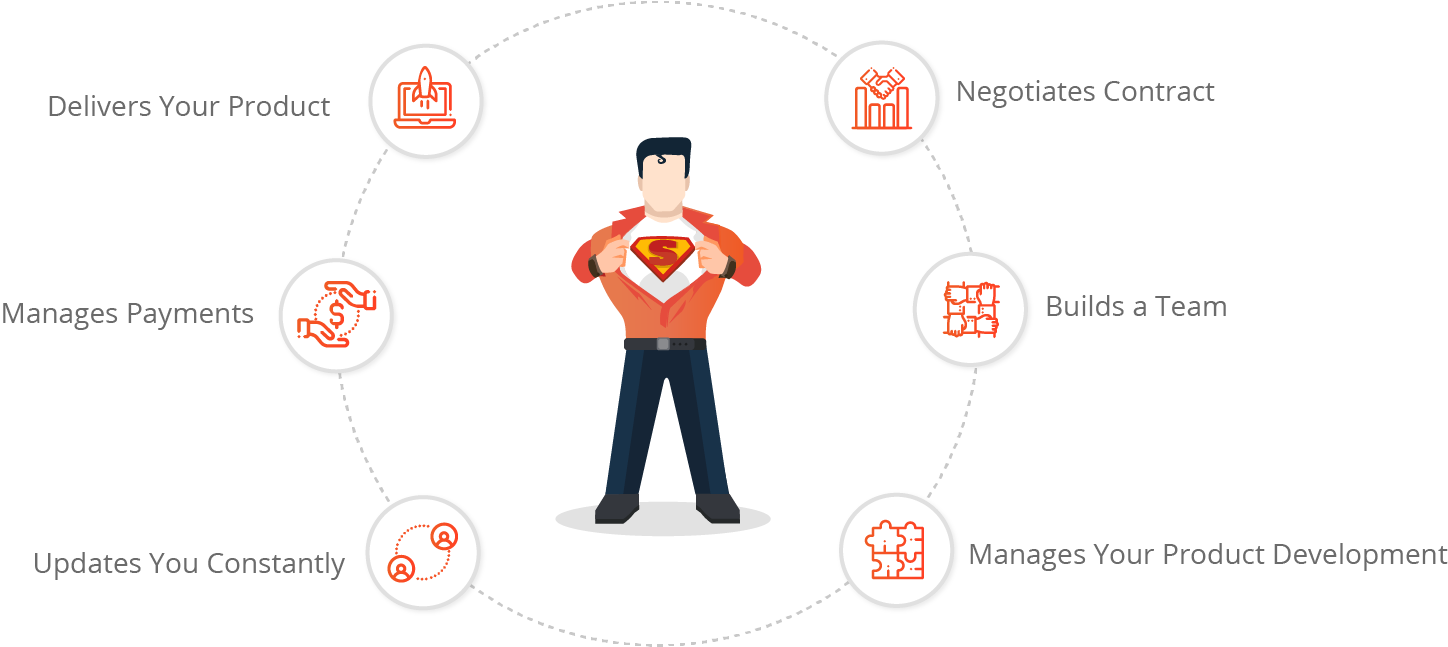 Delivers Your Product
Negotiates Contract
Manages Payments
S
Builds a Team
Updates You Constantly
Manages Your Product Development